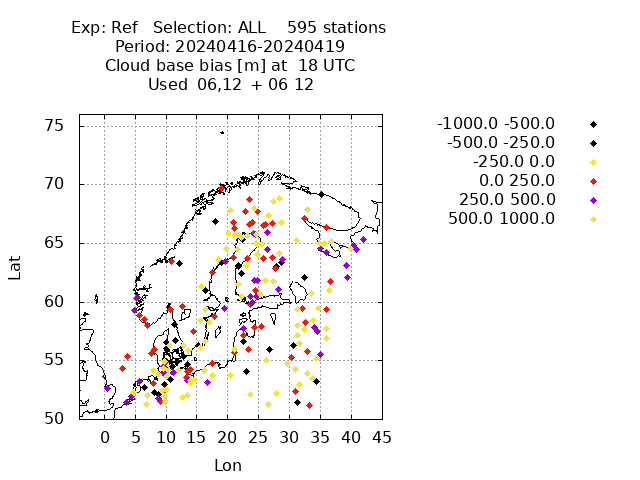 Exp: Ref   Selection: ALL    595 stations
Period: 20240416-20240419
Cloud base bias [m] at  18 UTC
Used  06,12  + 06 12
-1000.0 -500.0
-500.0 -250.0
-250.0 0.0
0.0 250.0
250.0 500.0
500.0 1000.0
75
70
65
60
55
50
Lat
0 5 10 15 20 25 30 35 40 45
Lon